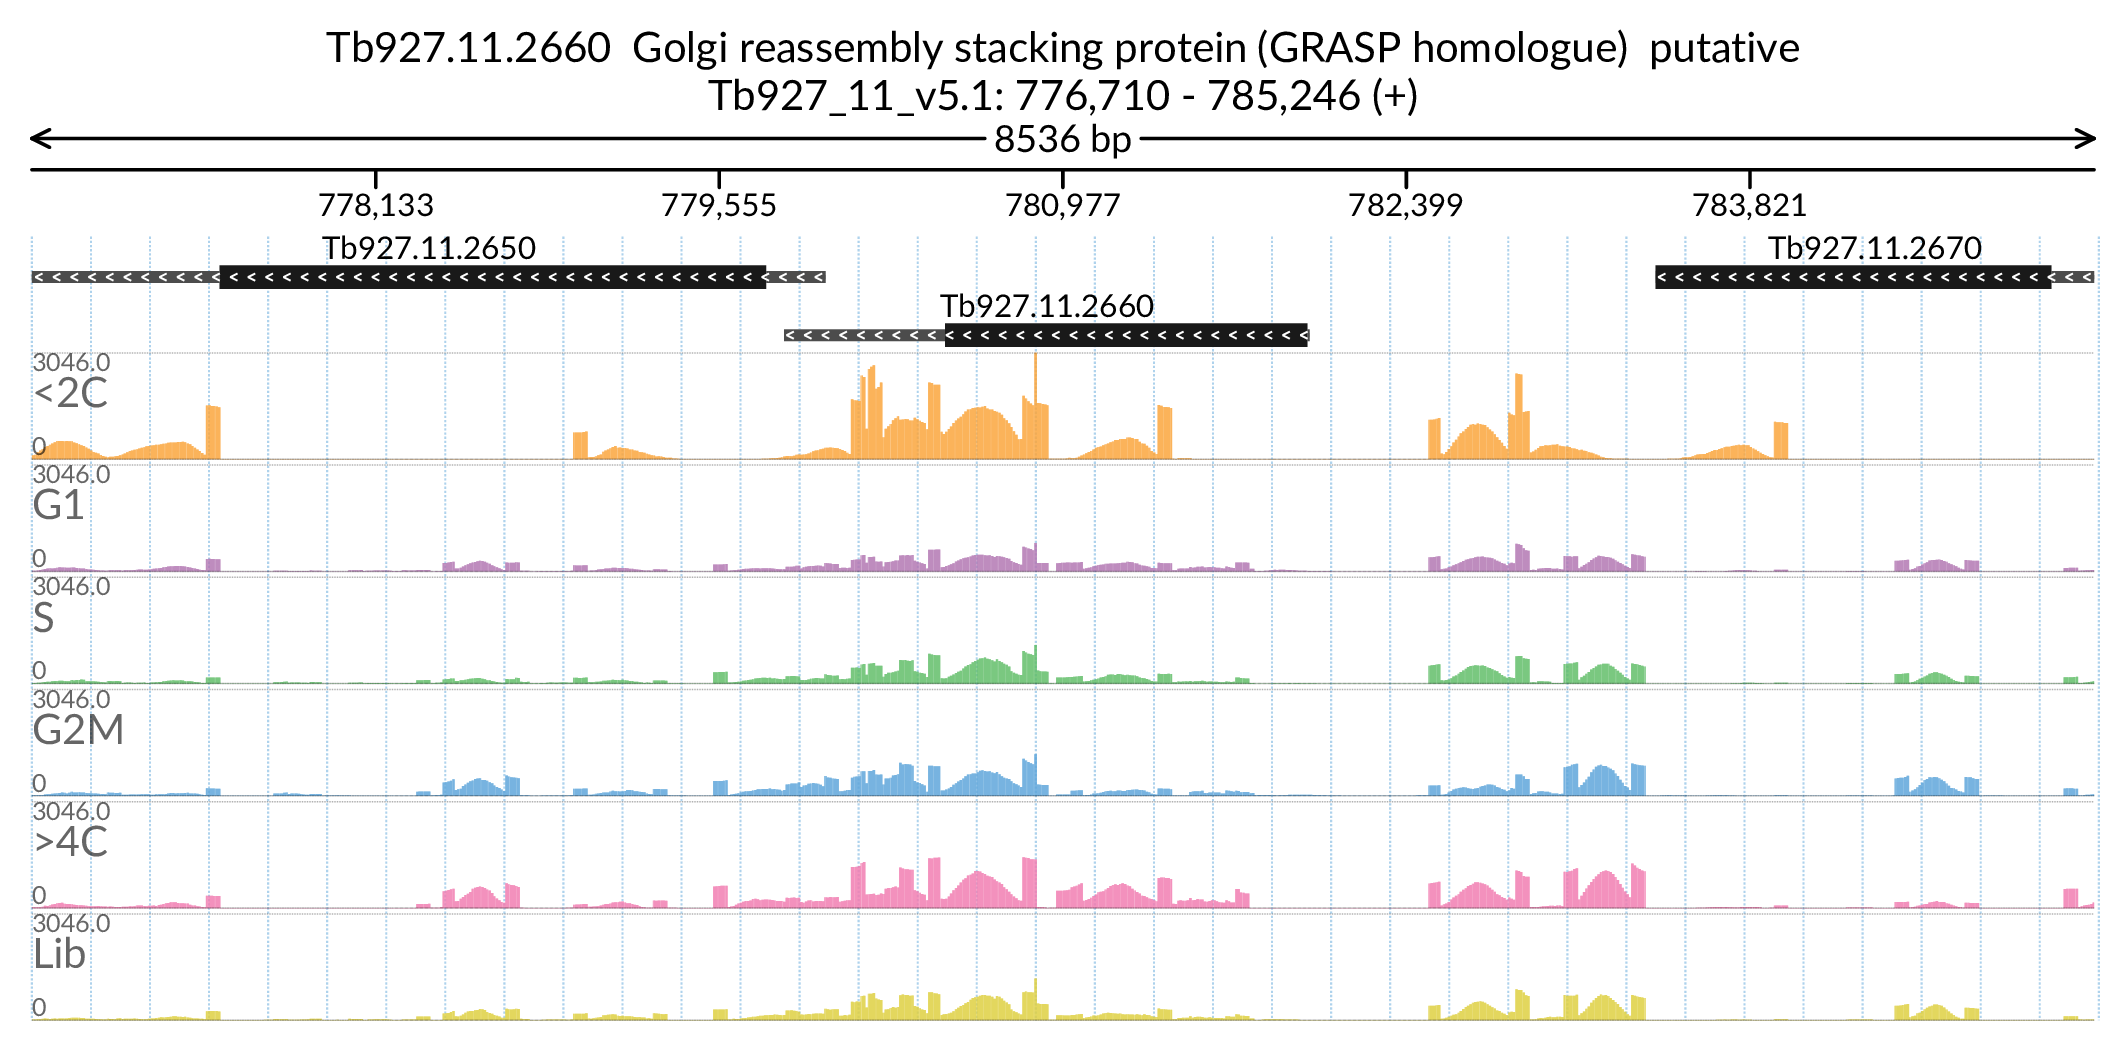 Tb927.11.2660  Golgi reassembly stacking protein (GRASP homologue)  putative
Tb927_11_v5.1: 776,710 - 785,246 (+)
8536 bp
778,133 779,555 780,977 782,399 783,821
Tb927.11.2650 Tb927.11.2670
Tb927.11.2660
3046.0
<2C
0
3046.0
G1
0
3046.0
S
0
3046.0
G2M
0
3046.0
>4C
0
3046.0
Lib
0